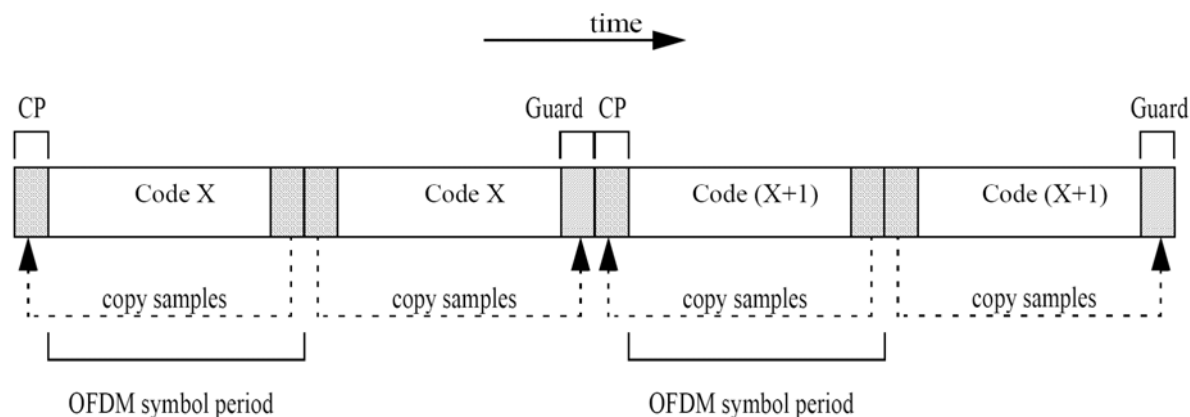 time
CP Guard CP Guard
Code X Code X Code (X+1) Code (X+1)
copy samples copy samples copy samples copy samples
OFDM symbol period OFDM symbol period